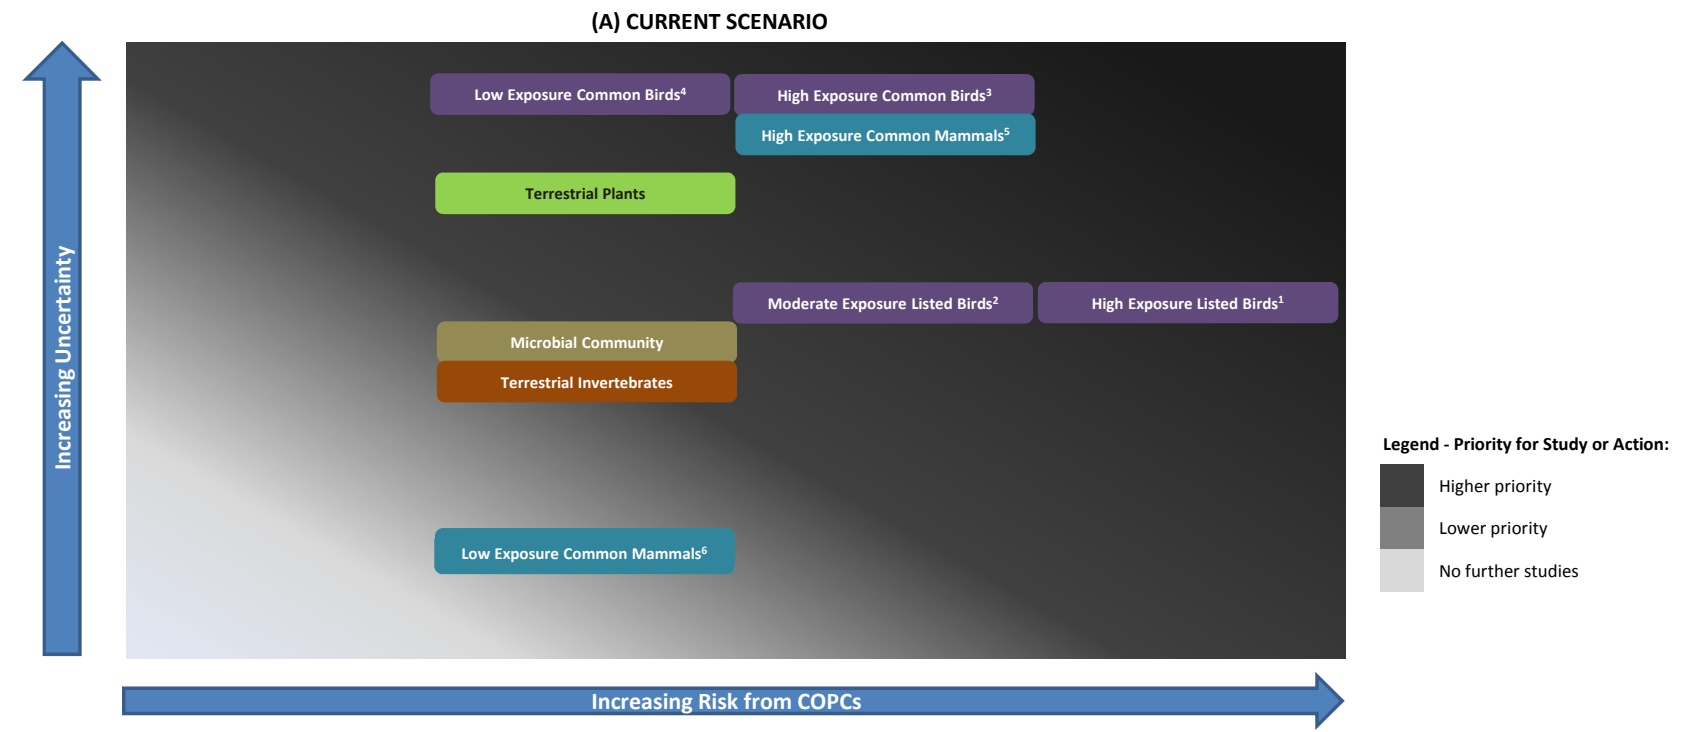 (A) CURRENT SCENARIO
Increasing Uncertainty
Low Exposure Common Birds⁴
High Exposure Common Birds³
High Exposure Common Mammals⁵
Terrestrial Plants
Moderate Exposure Listed Birds²
High Exposure Listed Birds¹
Microbial Community
Terrestrial Invertebrates
Low Exposure Common Mammals⁶
Legend - Priority for Study or Action:
Higher priority
Lower priority
No further studies
Increasing Risk from COPCs